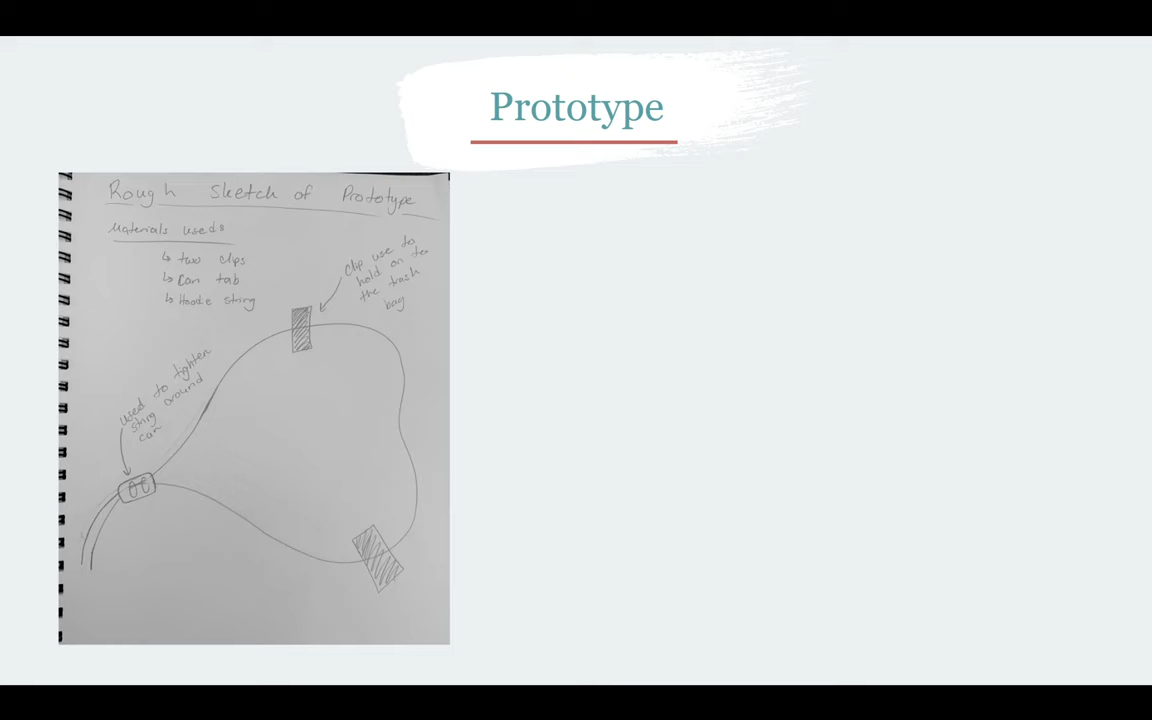 Prototype
Rough Sketch of Prototype
Materials used:
↳ two clips
↳ Can tab
↳ Hoodie string
Clip use to
hold on to
the trash
bag
used to tighten
string around
can